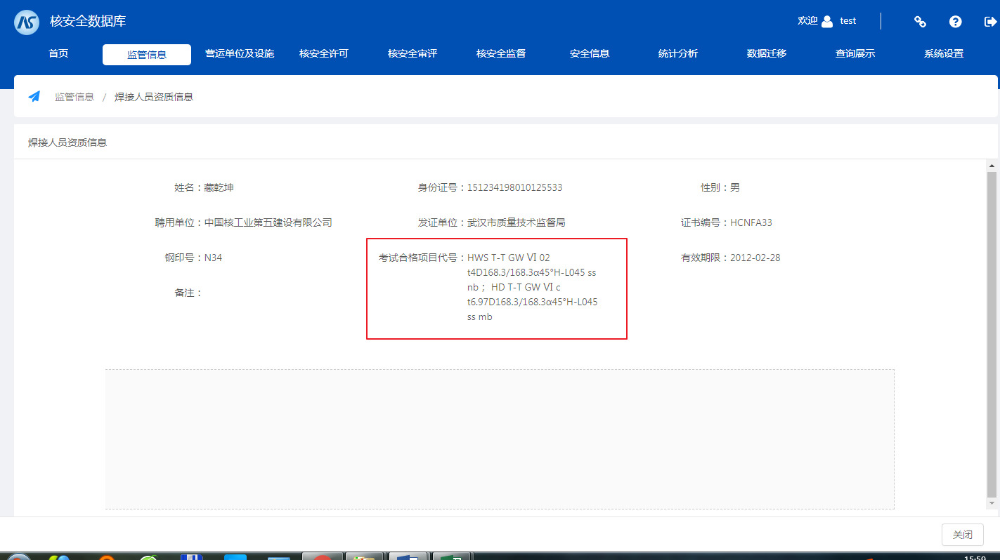 核安全数据库
欢迎 test
首页 监管信息 营运单位及设施 核安全许可 核安全审评 核安全监督 安全信息 统计分析 数据迁移 查询展示 系统设置
监管信息 / 焊接人员资质信息
焊接人员资质信息
姓名：藏乾坤 身份证号：151234198010125533 性别：男
聘用单位：中国核工业第五建设有限公司 发证单位：武汉市质量技术监督局 证书编号：HCNFA33
钢印号：N34 考试合格项目代号：HWS T-T GW Ⅵ 02 有效期限：2012-02-28
t4D168.3/168.3α45°H-L045 ss
nb； HD T-T GW Ⅵ c
备注：
t6.97D168.3/168.3α45°H-L045
ss mb
关闭
15:59